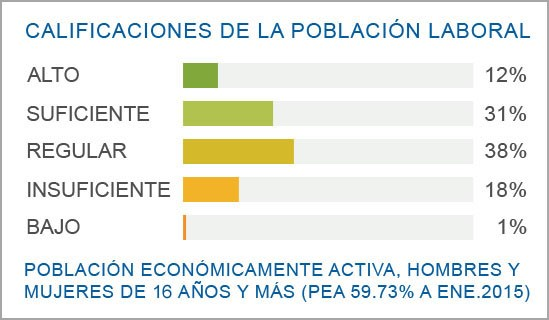 CALIFICACIONES DE LA POBLACIÓN LABORAL
ALTO 12%
SUFICIENTE 31%
REGULAR 38%
INSUFICIENTE 18%
BAJO 1%
POBLACIÓN ECONÓMICAMENTE ACTIVA, HOMBRES Y
MUJERES DE 16 AÑOS Y MÁS (PEA 59.73% A ENE.2015)